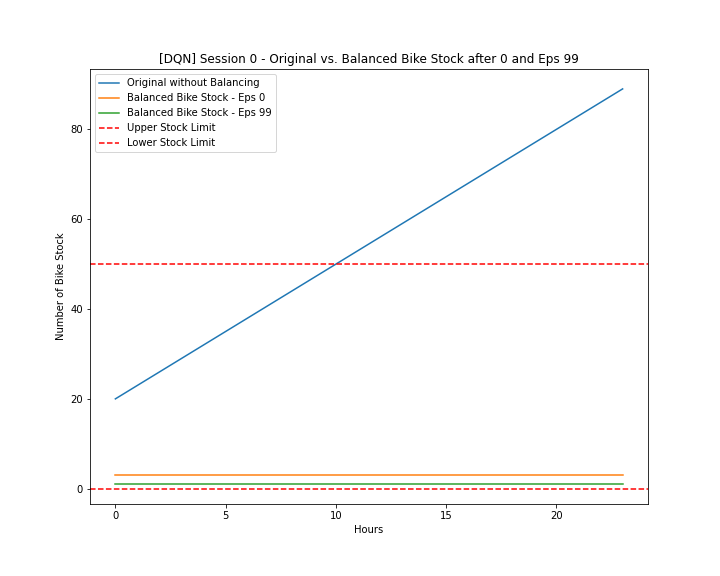 [DQN] Session 0 - Original vs. Balanced Bike Stock after 0 and Eps 99
Original without Balancing
Balanced Bike Stock - Eps 0
Balanced Bike Stock - Eps 99
Upper Stock Limit
Lower Stock Limit
Number of Bike Stock
80
60
40
20
0
0 5 10 15 20
Hours